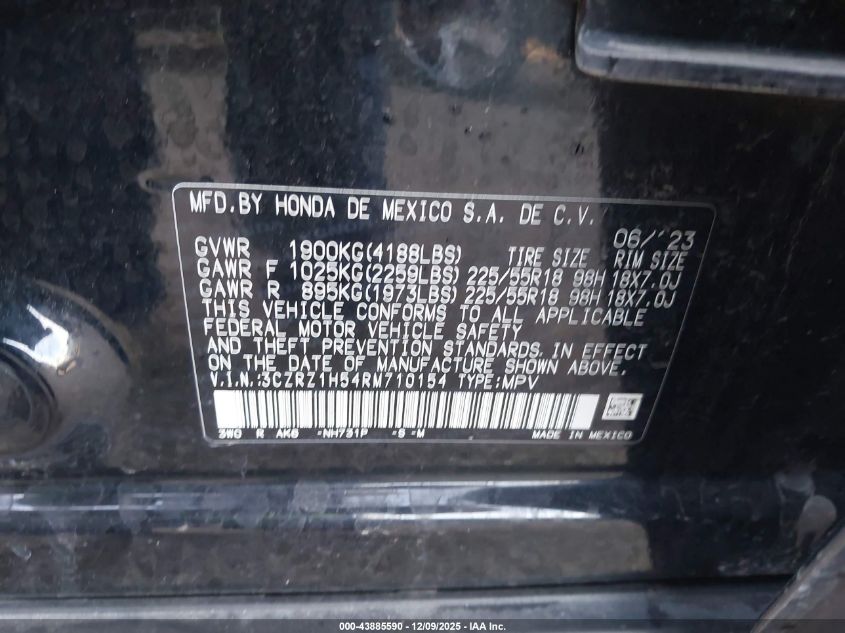 MFD.BY HONDA DE MEXICO S.A. DE C.V.
06/'23
GVWR 1900KG(4188LBS) TIRE SIZE RIM SIZE
GAWR F 1025KG(2259LBS) 225/55R18 98H 18X7.0J
GAWR R 895KG(1973LBS) 225/55R18 98H 18X7.0J
THIS VEHICLE CONFORMS TO ALL APPLICABLE
FEDERAL MOTOR VEHICLE SAFETY
AND THEFT PREVENTION STANDARDS IN EFFECT
ON THE DATE OF MANUFACTURE SHOWN ABOVE.
V.I.N.:3CZRZ1H54RM710154 TYPE:MPV
3W0 R AK6 -NH731P -S -M MADE IN MEXICO
000-43885590 - 12/09/2025 - IAA Inc.